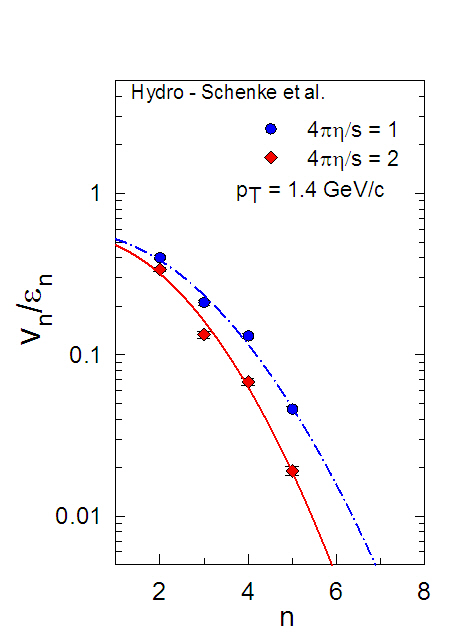 Hydro - Schenke et al.
4πη/s = 1
4πη/s = 2
pT = 1.4 GeV/c
1
0.1
0.01
vn/εn
2 4 6 8
n